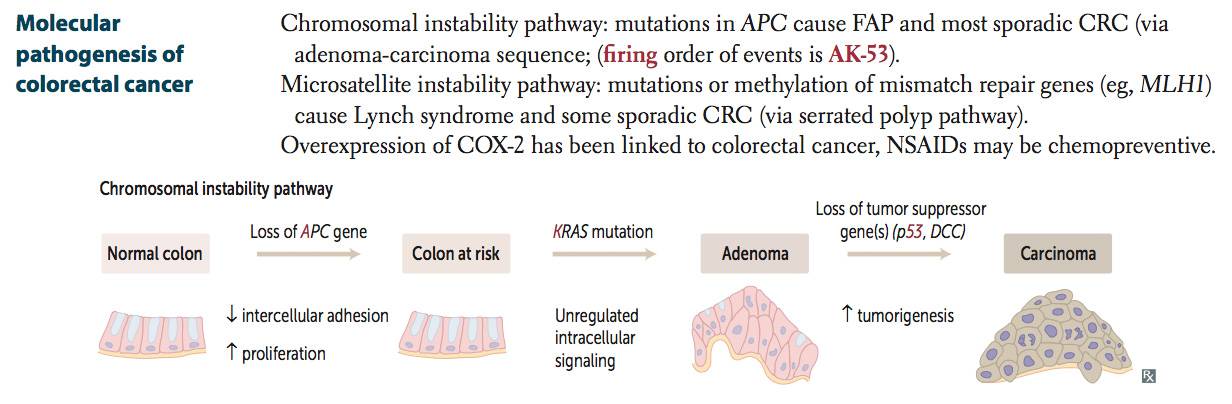 Molecular
pathogenesis of
colorectal cancer
Chromosomal instability pathway: mutations in APC cause FAP and most sporadic CRC (via
adenoma-carcinoma sequence; (firing order of events is AK-53).
Microsatellite instability pathway: mutations or methylation of mismatch repair genes (eg, MLH1)
cause Lynch syndrome and some sporadic CRC (via serrated polyp pathway).
Overexpression of COX-2 has been linked to colorectal cancer, NSAIDs may be chemopreventive.
Chromosomal instability pathway
Normal colon
Loss of APC gene
Colon at risk
KRAS mutation
Adenoma
Loss of tumor suppressor
gene(s) (p53, DCC)
Carcinoma
↓ intercellular adhesion
↑ proliferation
Unregulated
intracellular
signaling
↑ tumorigenesis
Rx